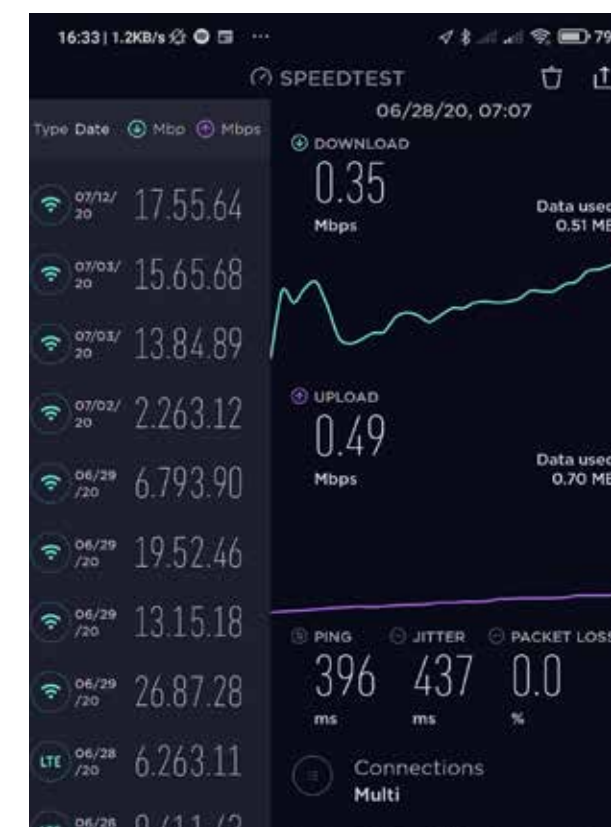 16:33 | 1.2KB/s ··· 79
SPEEDTEST
Type Date Mbp Mbps
07/12/
20 17.55.64
07/03/
20 15.65.68
07/03/
20 13.84.89
07/02/
20 2.263.12
06/29
/20 6.793.90
06/29
/20 19.52.46
06/29
/20 13.15.18
06/29
/20 26.87.28
LTE 06/28
/20 6.263.11
06/28
06/28/20, 07:07
DOWNLOAD
0.35
Mbps
Data used
0.51 MB
UPLOAD
0.49
Mbps
Data used
0.70 MB
PING JITTER PACKET LOSS
396 437 0.0
ms ms %
Connections
Multi